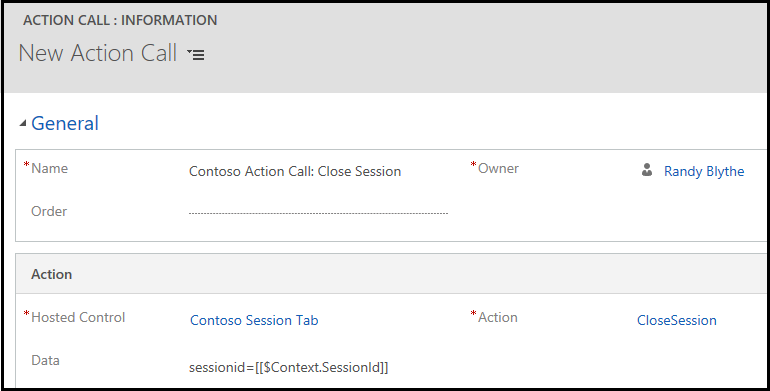 ACTION CALL : INFORMATION
New Action Call
General
*Name Contoso Action Call: Close Session *Owner Randy Blythe
Order
Action
*Hosted Control Contoso Session Tab *Action CloseSession
Data sessionid=[[$Context.SessionId]]